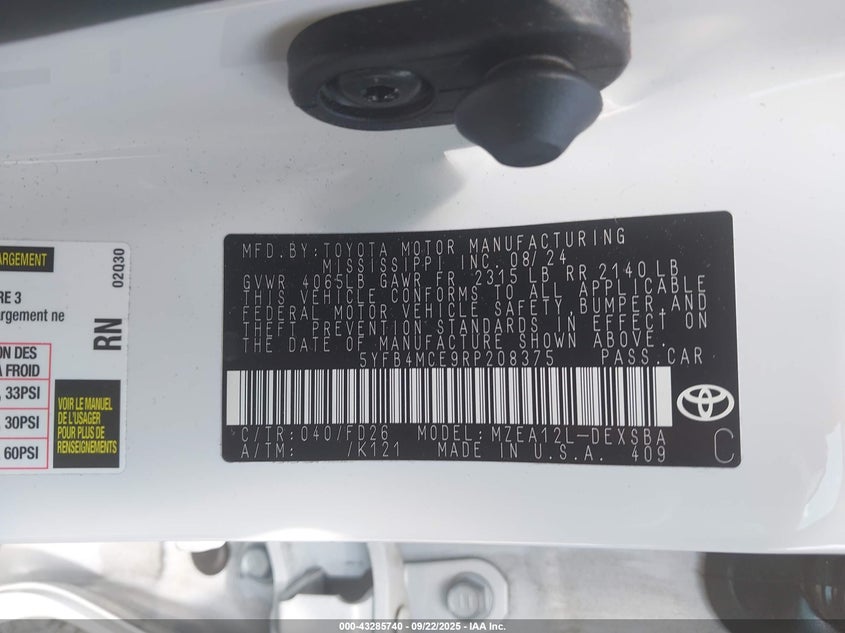 MFD.BY:TOYOTA MOTOR MANUFACTURING
MISSISSIPPI INC. 08/24
GVWR 4065LB GAWR FR 2315 LB RR 2140 LB
THIS VEHICLE CONFORMS TO ALL APPLICABLE
FEDERAL MOTOR VEHICLE SAFETY,BUMPER,AND
THEFT PREVENTION STANDARDS IN EFFECT ON
THE DATE OF MANUFACTURE SHOWN ABOVE.
5YFB4MCE9RP208375 PASS.CAR
C/TR:040/FD26 MODEL:MZEA12L-DEXSBA
A/TM: /K121 MADE IN U.S.A. 409
C
ARGEMENT
RE 3
argement ne
02Q30
RN
ON DES
À FROID
, 33PSI
, 30PSI
, 60PSI
VOIR LE MANUEL
DE L'USAGER
POUR PLUS DE
RENSEIGNEMENTS
000-43285740 - 09/22/2025 - IAA Inc.